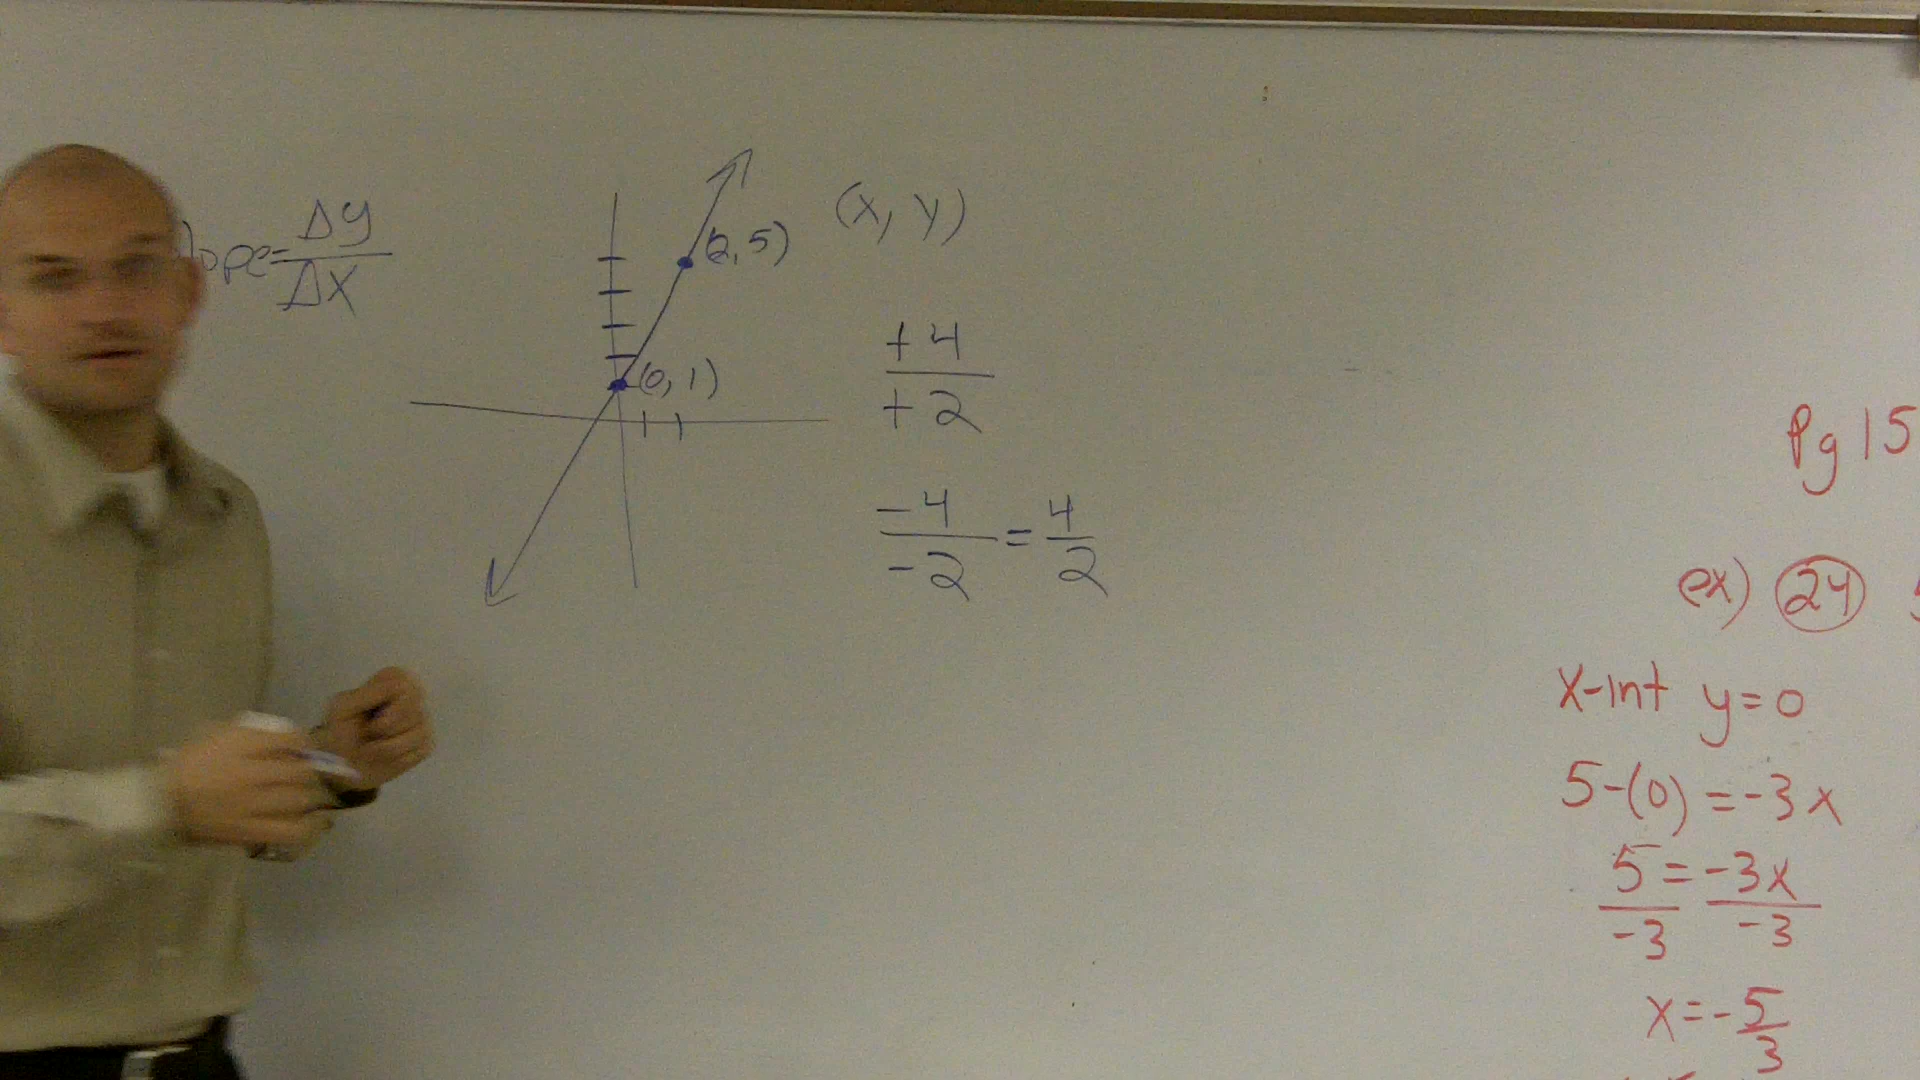 lope=Δy/Δx
(x, y)
(2,5)
(0,1)
+4/+2
-4/-2 = 4/2
Pg 15
ex) 24
x-int y=0
5-(0) = -3x
5 = -3x
-3 -3
x = -5/3